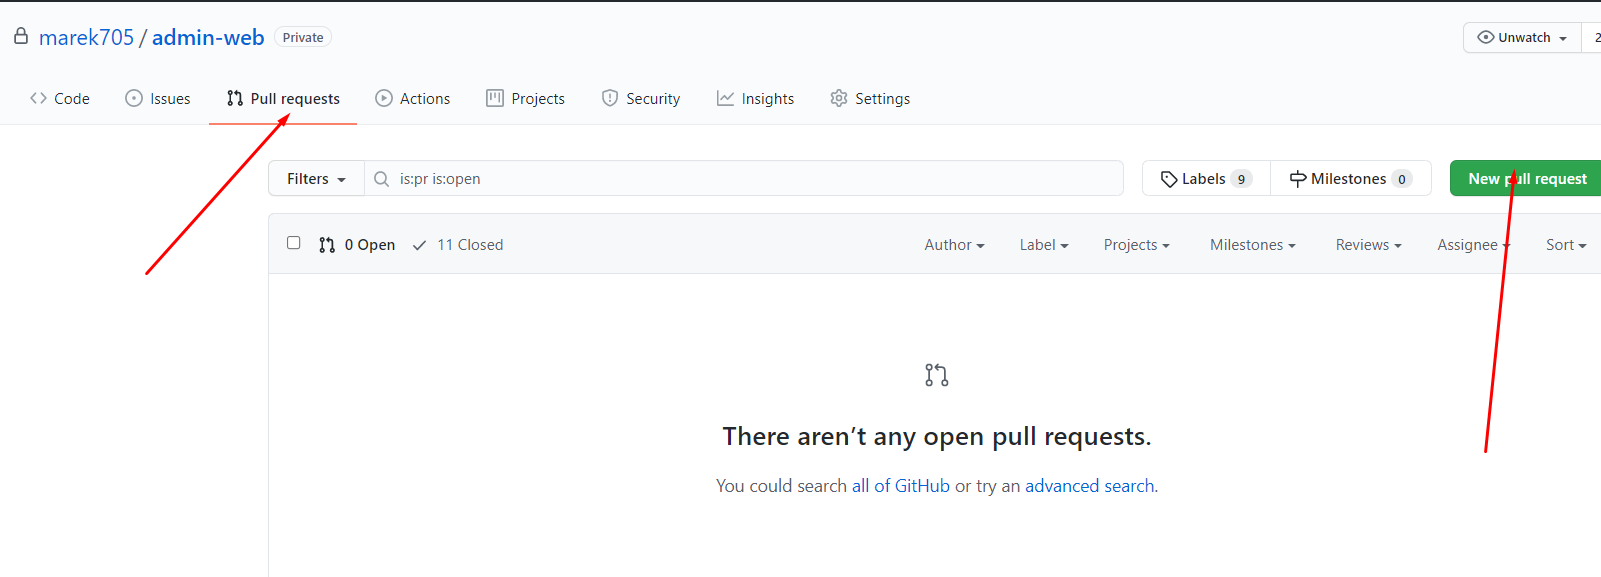 marek705 / admin-web Private
Unwatch 2
Code Issues Pull requests Actions Projects Security Insights Settings
Filters is:pr is:open Labels 9 Milestones 0 New pull request
0 Open 11 Closed Author Label Projects Milestones Reviews Assignee Sort
There aren’t any open pull requests.
You could search all of GitHub or try an advanced search.